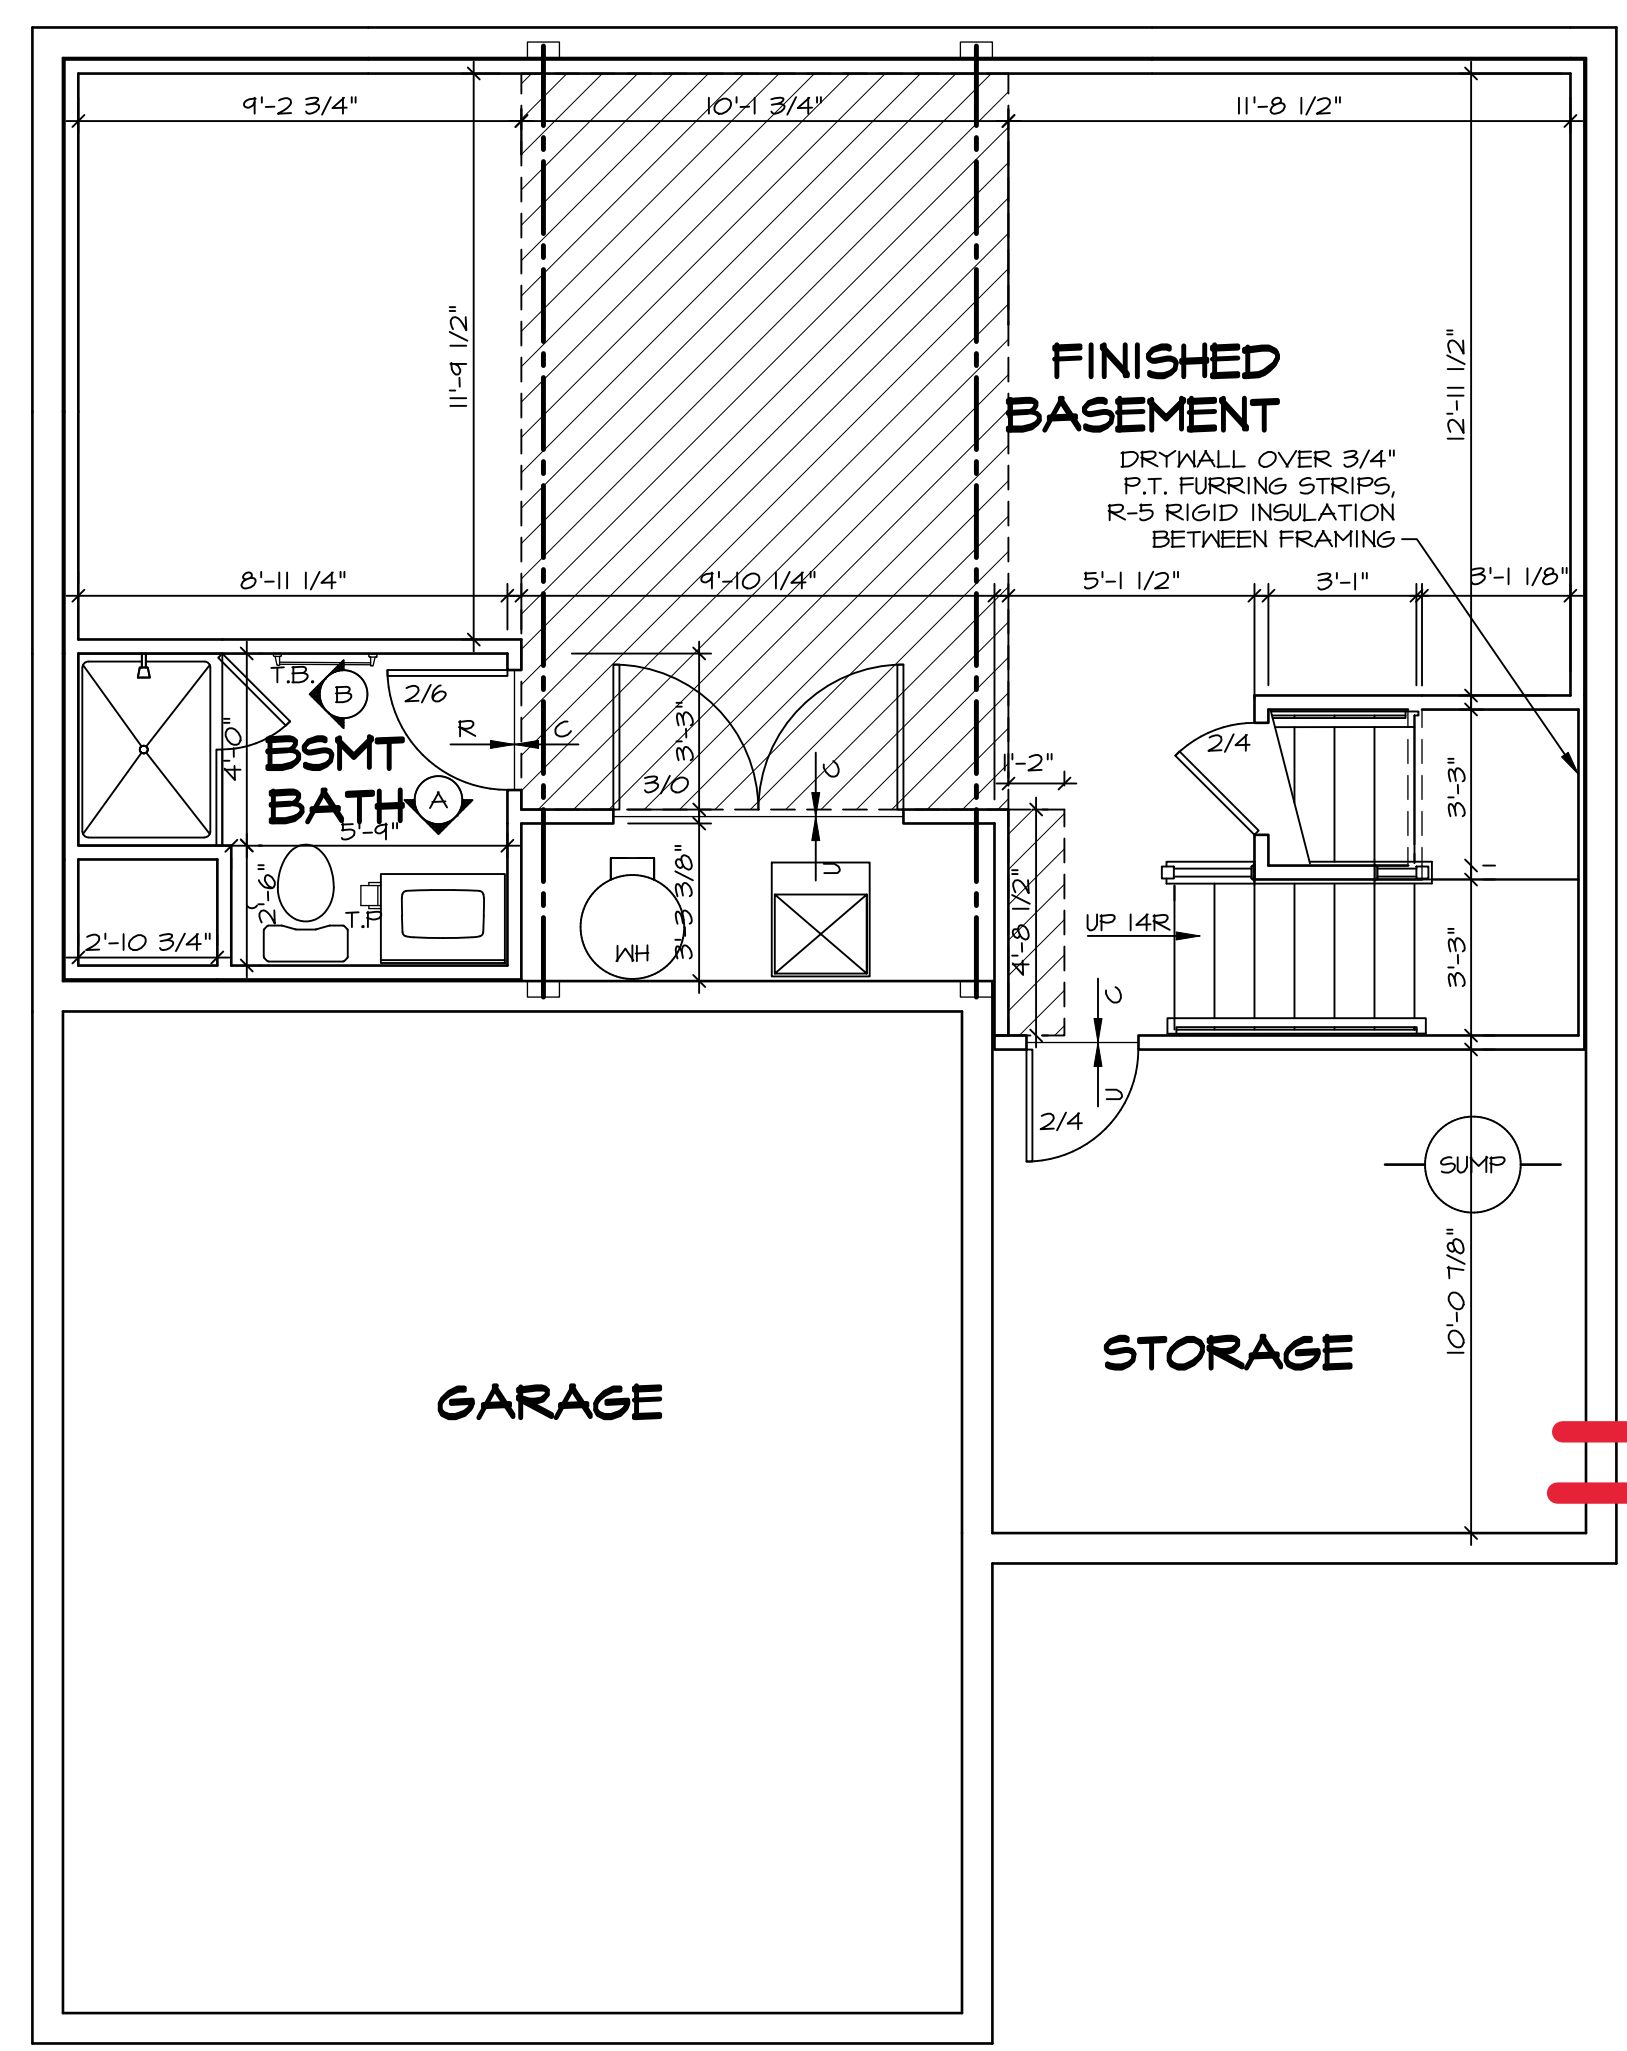 9'-2 3/4"
10'-1 3/4"
11'-8 1/2"
11'-9 1/2"
12'-11 1/2"
FINISHED
BASEMENT
DRYWALL OVER 3/4"
P.T. FURRING STRIPS,
R-5 RIGID INSULATION
BETWEEN FRAMING
8'-11 1/4"
9'-10 1/4"
5'-1 1/2"
3'-1"
3'-1 1/8"
T.B.
B
2/6
R
C
4'-0"
BSMT
BATH
A
5'-9"
3'-3"
3/0
C
U
1'-2"
2/4
3'-3"
2'-6"
T.P
2'-10 3/4"
WH
3'-3 3/8"
4'-8 1/2"
UP 14R
3'-3"
C
U
2/4
SUMP
10'-0 7/8"
STORAGE
GARAGE